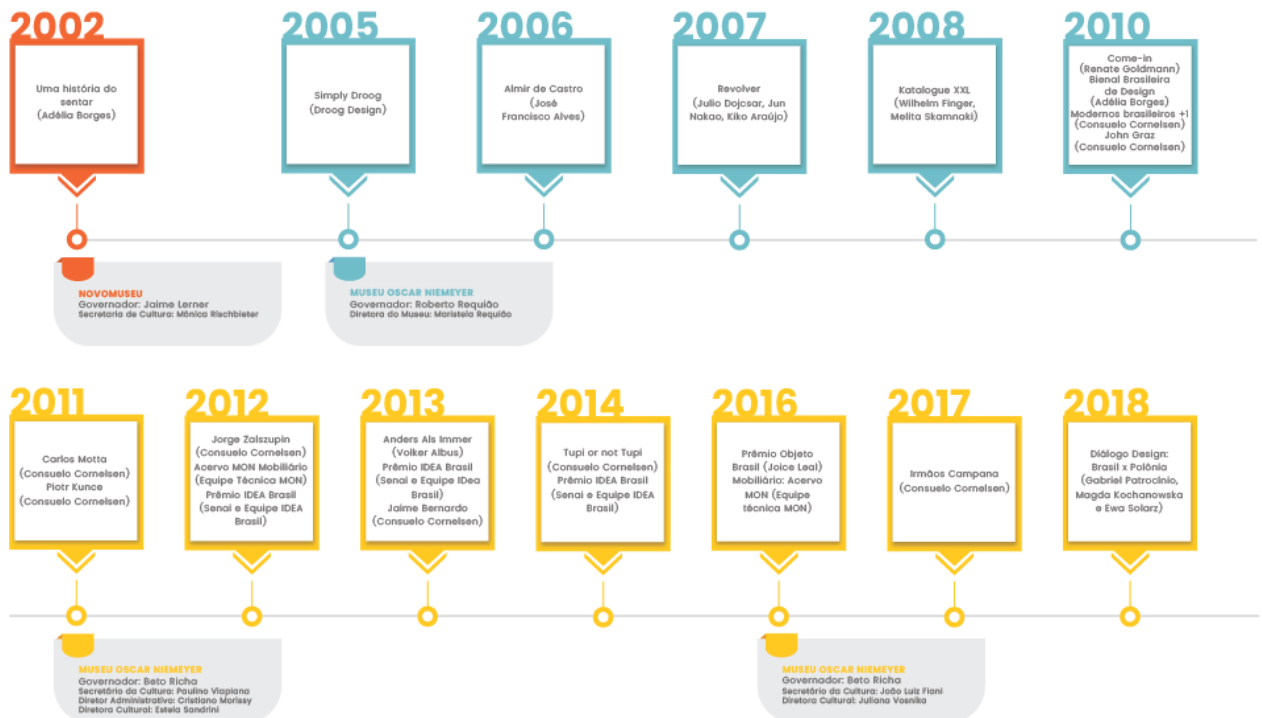 2002
Uma história do
sentar
(Adélia Borges)
2005
Simply Droog
(Droog Design)
2006
Almir de Castro
(José
Francisco Alves)
2007
Revolver
(Julio Dojcsar, Jun
Nakao, Kiko Araújo)
2008
Katalogue XXL
(Wilhelm Finger,
Melita Skamnaki)
2010
Come-in
(Renate Goldmann)
Bienal Brasileira
de Design
(Adélia Borges)
Modernos brasileiros +1
(Consuelo Cornelsen)
John Graz
(Consuelo Cornelsen)
NOVOMUSEU
Governador: Jaime Lerner
Secretaria de Cultura: Mônica Rischbieter
MUSEU OSCAR NIEMEYER
Governador: Roberto Requião
Diretora do Museu: Maristela Requião
2011
Carlos Motta
(Consuelo Cornelsen)
Piotr Kunce
(Consuelo Cornelsen)
2012
Jorge Zalszupin
(Consuelo Cornelsen)
Acervo MON Mobiliário
(Equipe Técnica MON)
Prêmio IDEA Brasil
(Senai e Equipe IDEA
Brasil)
2013
Anders Als Immer
(Volker Albus)
Prêmio IDEA Brasil
(Senai e Equipe IDea
Brasil)
Jaime Bernardo
(Consuelo Cornelsen)
2014
Tupi or not Tupi
(Consuelo Cornelsen)
Prêmio IDEA Brasil
(Senai e Equipe IDEA
Brasil)
2016
Prêmio Objeto
Brasil (Joice Leal)
Mobiliário: Acervo
MON (Equipe
técnica MON)
2017
Irmãos Campana
(Consuelo Cornelsen)
2018
Diálogo Design:
Brasil x Polônia
(Gabriel Patrocínio,
Magda Kochanowska
e Ewa Solarz)
MUSEU OSCAR NIEMEYER
Governador: Beto Richa
Secretário da Cultura: Paulino Viapiana
Diretor Administrativo: Cristiano Morissy
Diretora Cultural: Estela Sandrini
MUSEU OSCAR NIEMEYER
Governador: Beto Richa
Secretário da Cultura: João Luiz Fiani
Diretora Cultural: Juliana Vosnika